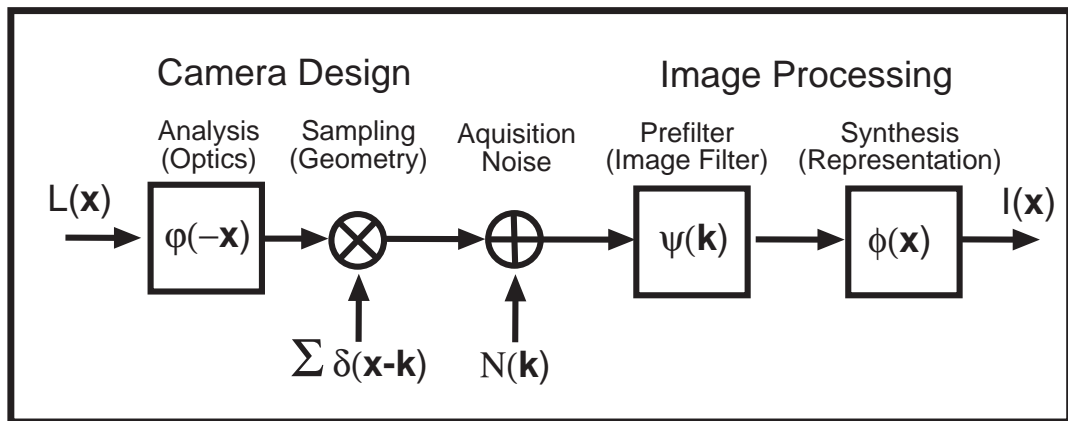 Camera Design
Image Processing
Analysis
(Optics)
Sampling
(Geometry)
Aquisition
Noise
Prefilter
(Image Filter)
Synthesis
(Representation)
L(x)
φ(−x)
ψ(k)
ϕ(x)
I(x)
Σ δ(x-k)
N(k)